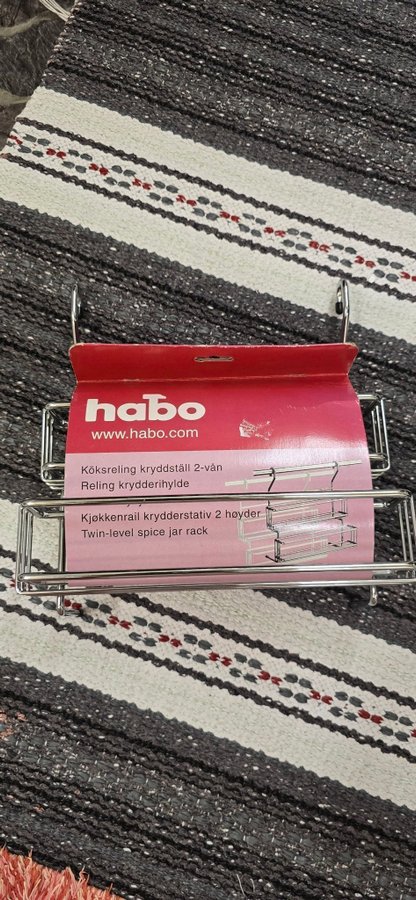 habo
www.habo.com
Köksreling kryddställ 2-vån
Reling krydderihylde
Kjøkkenrail krydderstativ 2 høyder
Twin-level spice jar rack